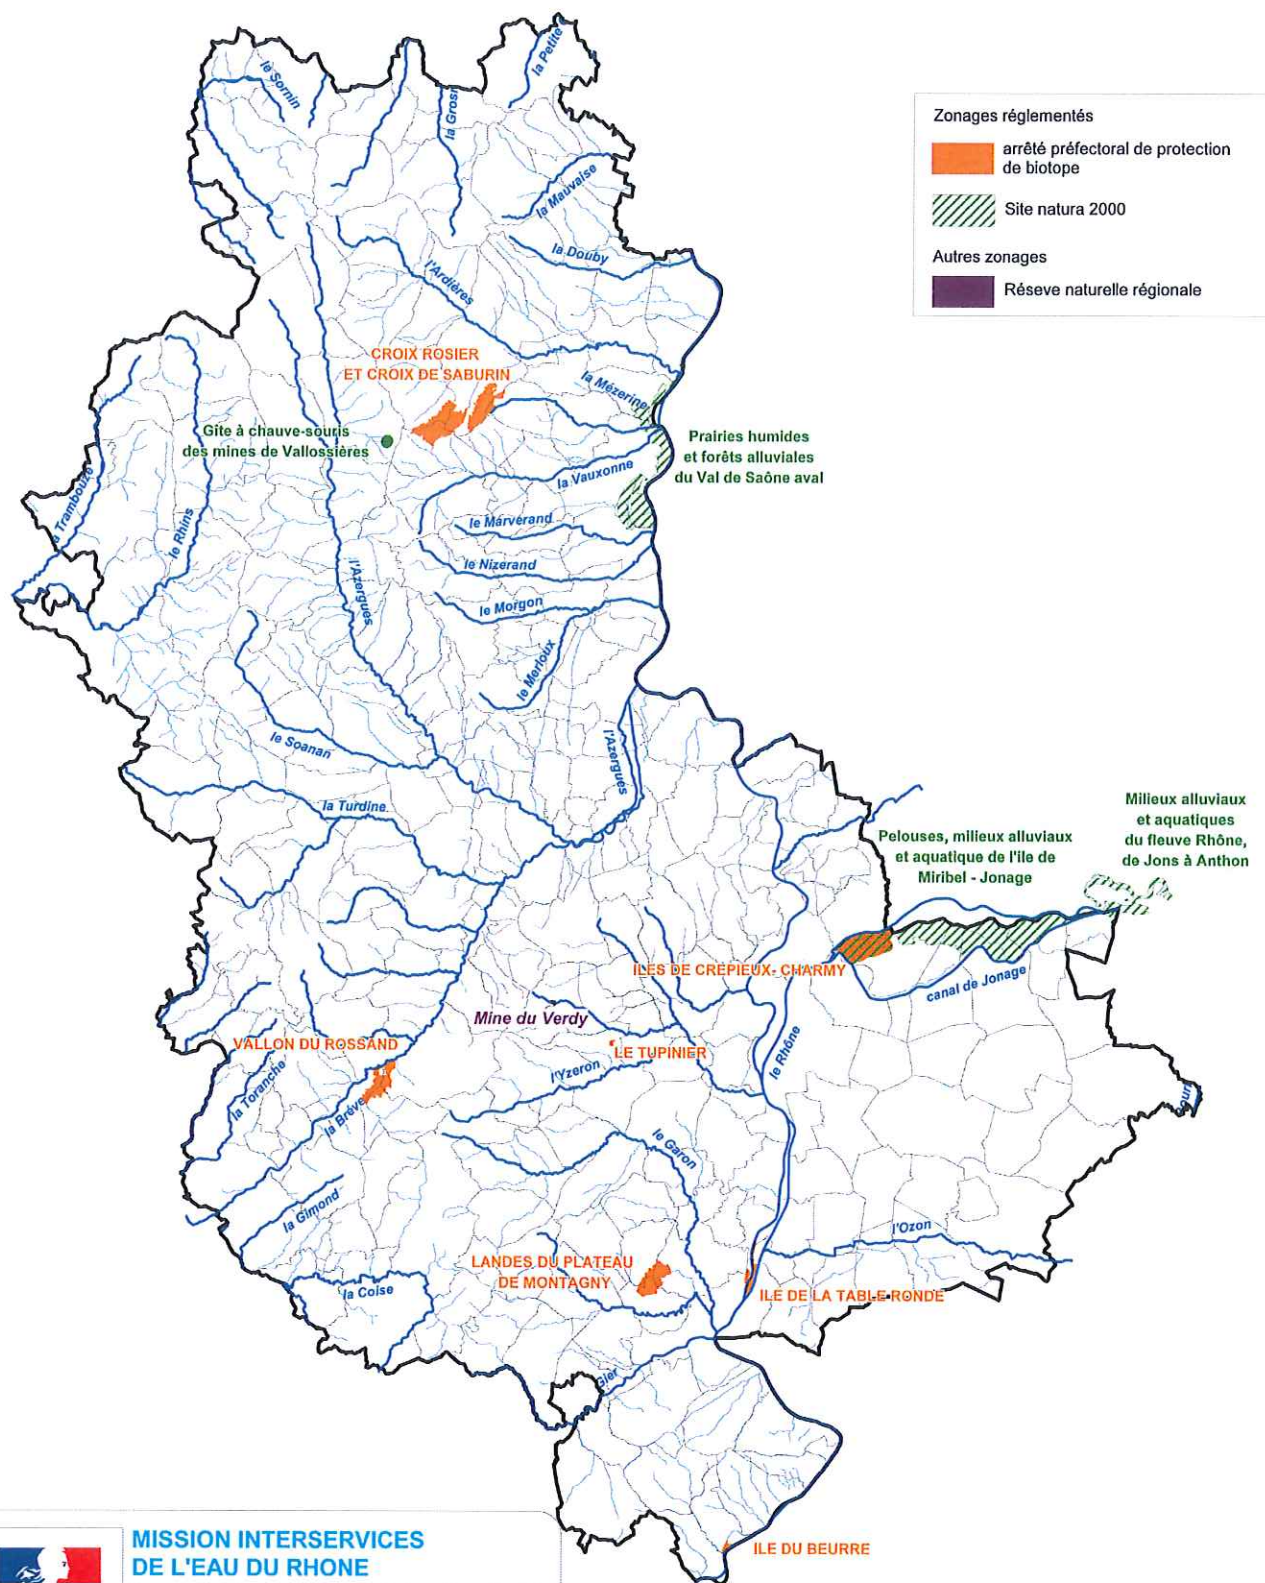 la Petite
le Sornin
la Grosn
Zonages réglementés
arrêté préfectoral de protection
de biotope
Site natura 2000
Autres zonages
Réseve naturelle régionale
la Mauvaise
la Douby
l'Ardières
CROIX ROSIER
ET CROIX DE SABURIN
la Mézerine
Gîte à chauve-souris
des mines de Vallossières
Prairies humides
et forêts alluviales
du Val de Saône aval
la Vauxonne
a Trambouze
le Rhins
le Marverand
le Nizerand
l'Azergues
le Morgon
le Merloux
le Soanan
l'Azergues
la Turdine
Milieux alluviaux
et aquatiques
du fleuve Rhône,
de Jons à Anthon
Pelouses, milieux alluviaux
et aquatique de l'île de
Miribel - Jonage
ILES DE CREPIEUX- CHARMY
canal de Jonage
Mine du Verdy
le Rhône
VALLON DU ROSSAND
LE TUPINIER
l'Yzeron
la Toranche
la Bréve
Bour
le Garon
la Gimond
l'Ozon
LANDES DU PLATEAU
DE MONTAGNY
la Coise
ILE DE LA TABLE RONDE
Gier
MISSION INTERSERVICES
DE L'EAU DU RHONE
ILE DU BEURRE